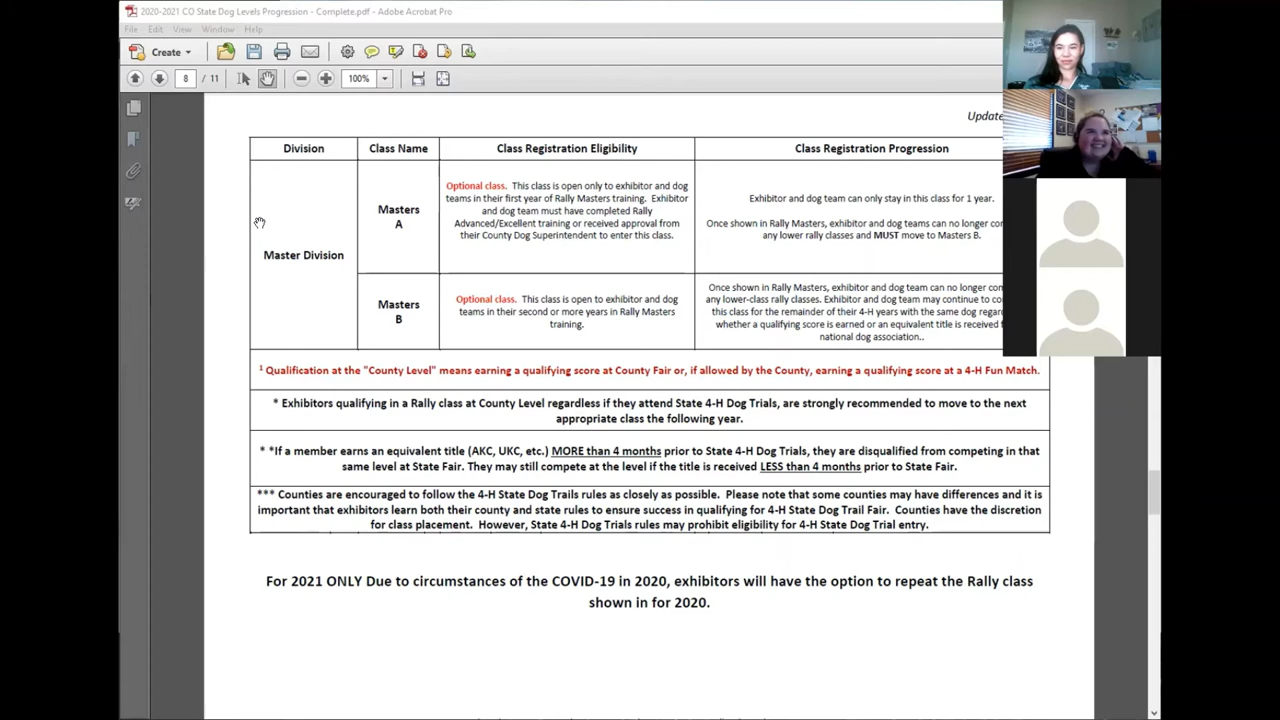 2020-2021 CO State Dog Levels Progression - Complete.pdf - Adobe Acrobat Pro
File Edit View Window Help
Create
8 / 11 100%
Update
Division Class Name Class Registration Eligibility Class Registration Progression
Master Division
Masters
A
Optional class. This class is open only to exhibitor and dog
teams in their first year of Rally Masters training. Exhibitor
and dog team must have completed Rally
Advanced/Excellent training or received approval from
their County Dog Superintendent to enter this class.
Exhibitor and dog team can only stay in this class for 1 year.
Once shown in Rally Masters, exhibitor and dog teams can no longer
any lower rally classes and MUST move to Masters B.
Masters
B
Optional class. This class is open to exhibitor and dog
teams in their second or more years in Rally Masters
training.
Once shown in Rally Masters, exhibitor and dog team can no longer
any lower-class rally classes. Exhibitor and dog team may continue to
this class for the remainder of their 4-H years with the same dog
whether a qualifying score is earned or an equivalent title is received
national dog association..
1 Qualification at the "County Level" means earning a qualifying score at County Fair or, if allowed by the County, earning a qualifying score at a 4-H Fun Match.
* Exhibitors qualifying in a Rally class at County Level regardless if they attend State 4-H Dog Trials, are strongly recommended to move to the next
appropriate class the following year.
* *If a member earns an equivalent title (AKC, UKC, etc.) MORE than 4 months prior to State 4-H Dog Trials, they are disqualified from competing in that
same level at State Fair. They may still compete at the level if the title is received LESS than 4 months prior to State Fair.
*** Counties are encouraged to follow the 4-H State Dog Trails rules as closely as possible. Please note that some counties may have differences and it is
important that exhibitors learn both their county and state rules to ensure success in qualifying for 4-H State Dog Trail Fair. Counties have the discretion
for class placement. However, State 4-H Dog Trials rules may prohibit eligibility for 4-H State Dog Trial entry.
For 2021 ONLY Due to circumstances of the COVID-19 in 2020, exhibitors will have the option to repeat the Rally class
shown in for 2020.